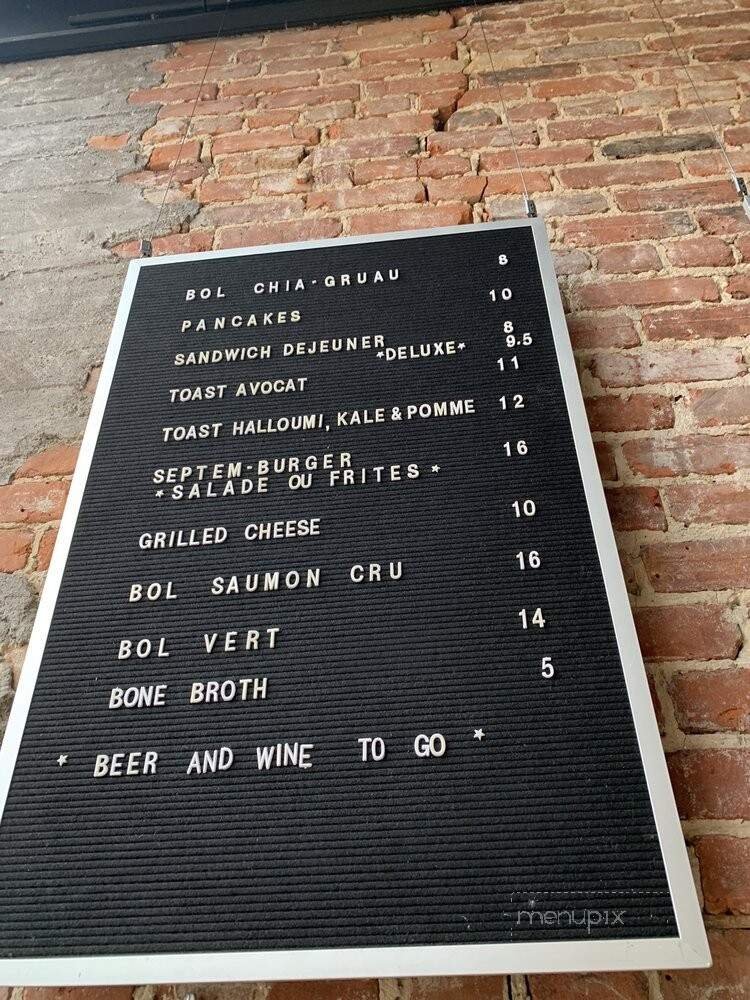 BOL CHIA-GRUAU 8
PANCAKES 10
SANDWICH DEJEUNER 8
*DELUXE* 9.5
TOAST AVOCAT 11
TOAST HALLOUMI, KALE & POMME 12
SEPTEM-BURGER 16
*SALADE OU FRITES*
GRILLED CHEESE 10
BOL SAUMON CRU 16
BOL VERT 14
BONE BROTH 5
* BEER AND WINE TO GO *
menupix